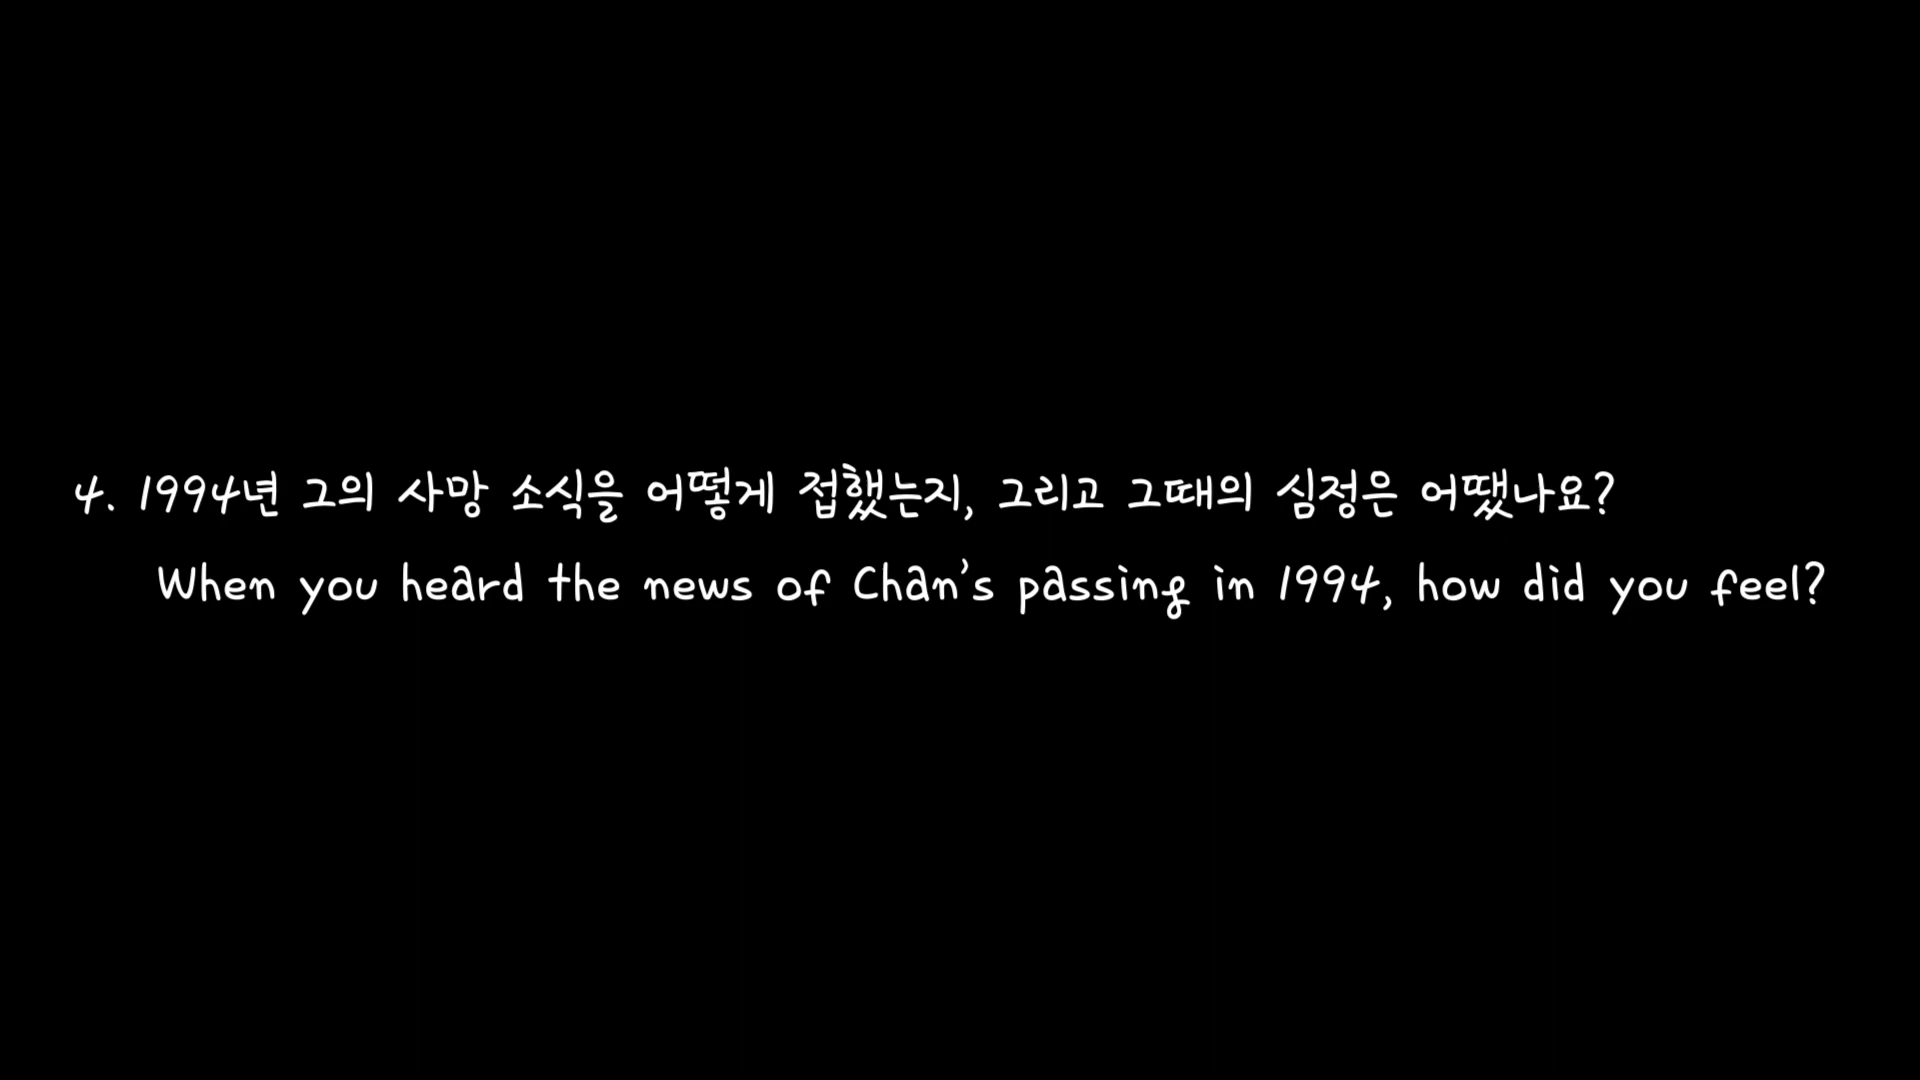 4. 1994년 그의 사망 소식을 어떻게 접했는지, 그리고 그때의 심정은 어땠나요?
When you heard the news of Chan's passing in 1994, how did you feel?